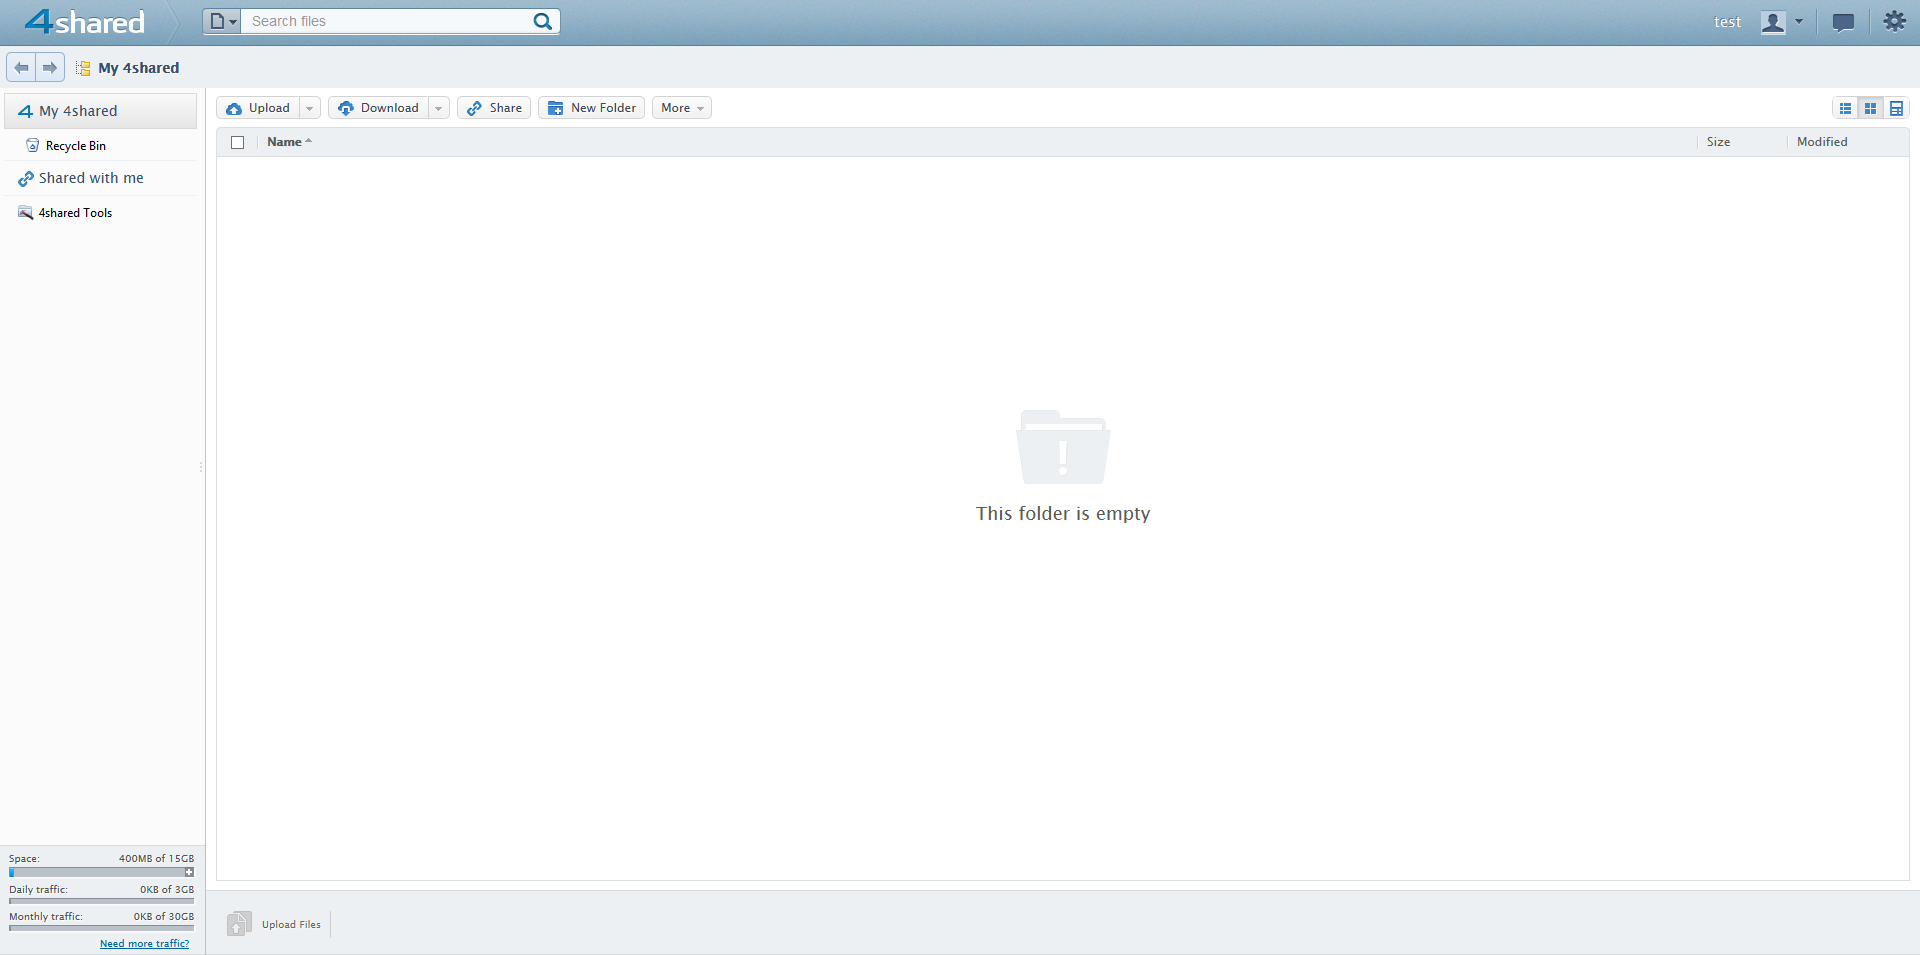 4shared
Search files
test
My 4shared
My 4shared
Recycle Bin
Shared with me
4shared Tools
Upload
Download
Share
New Folder
More
Name
Size
Modified
This folder is empty
Space: 400MB of 15GB
Daily traffic: 0KB of 3GB
Monthly traffic: 0KB of 30GB
Need more traffic?
Upload Files